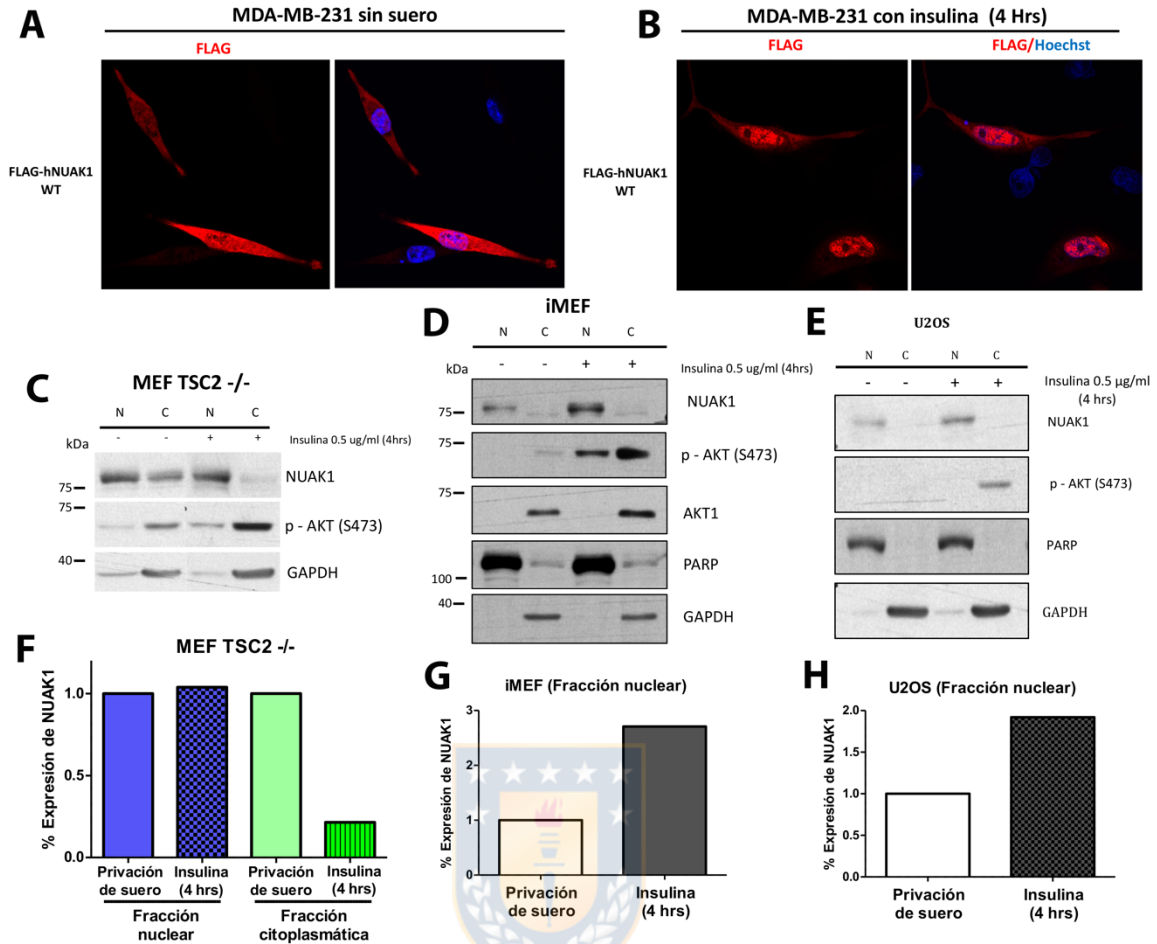 A
MDA-MB-231 sin suero
FLAG
FLAG-hNUAK1
WT
B
MDA-MB-231 con insulina (4 Hrs)
FLAG
FLAG/Hoechst
FLAG-hNUAK1
WT
C
MEF TSC2 -/-
N C N C
kDa
- - + +
Insulina 0.5 ug/ml (4hrs)
75
NUAK1
75
p - AKT (S473)
40
GAPDH
D
iMEF
N C N C
kDa
- - + +
Insulina 0.5 ug/ml (4hrs)
75
NUAK1
75
p - AKT (S473)
75
AKT1
100
PARP
40
GAPDH
E
U2OS
N C N C
- - + +
Insulina 0.5 µg/ml
(4 hrs)
NUAK1
p - AKT (S473)
PARP
GAPDH
F
MEF TSC2 -/-
% Expresión de NUAK1
1.0
0.5
0.0
Privación
de suero
Insulina
(4 hrs)
Privación
de suero
Insulina
(4 hrs)
Fracción
nuclear
Fracción
citoplasmática
G
iMEF (Fracción nuclear)
% Expresión de NUAK1
3
2
1
0
Privación
de suero
Insulina
(4 hrs)
H
U2OS (Fracción nuclear)
% Expresión de NUAK1
2.0
1.5
1.0
0.5
0.0
Privación
de suero
Insulina
(4 hrs)